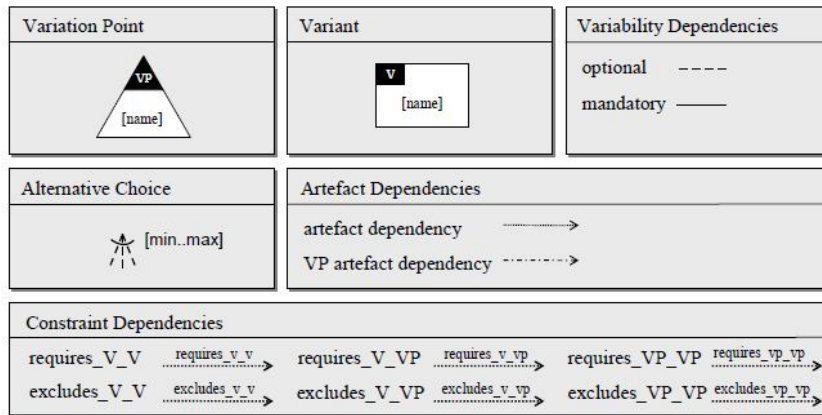 Variation Point
VP
[name]
Variant
V
[name]
Variability Dependencies
optional
mandatory
Alternative Choice
[min..max]
Artefact Dependencies
artefact dependency
VP artefact dependency
Constraint Dependencies
requires_V_V requires_v_v requires_V_VP requires_v_vp requires_VP_VP requires_vp_vp
excludes_V_V excludes_v_v excludes_V_VP excludes_v_vp excludes_VP_VP excludes_vp_vp